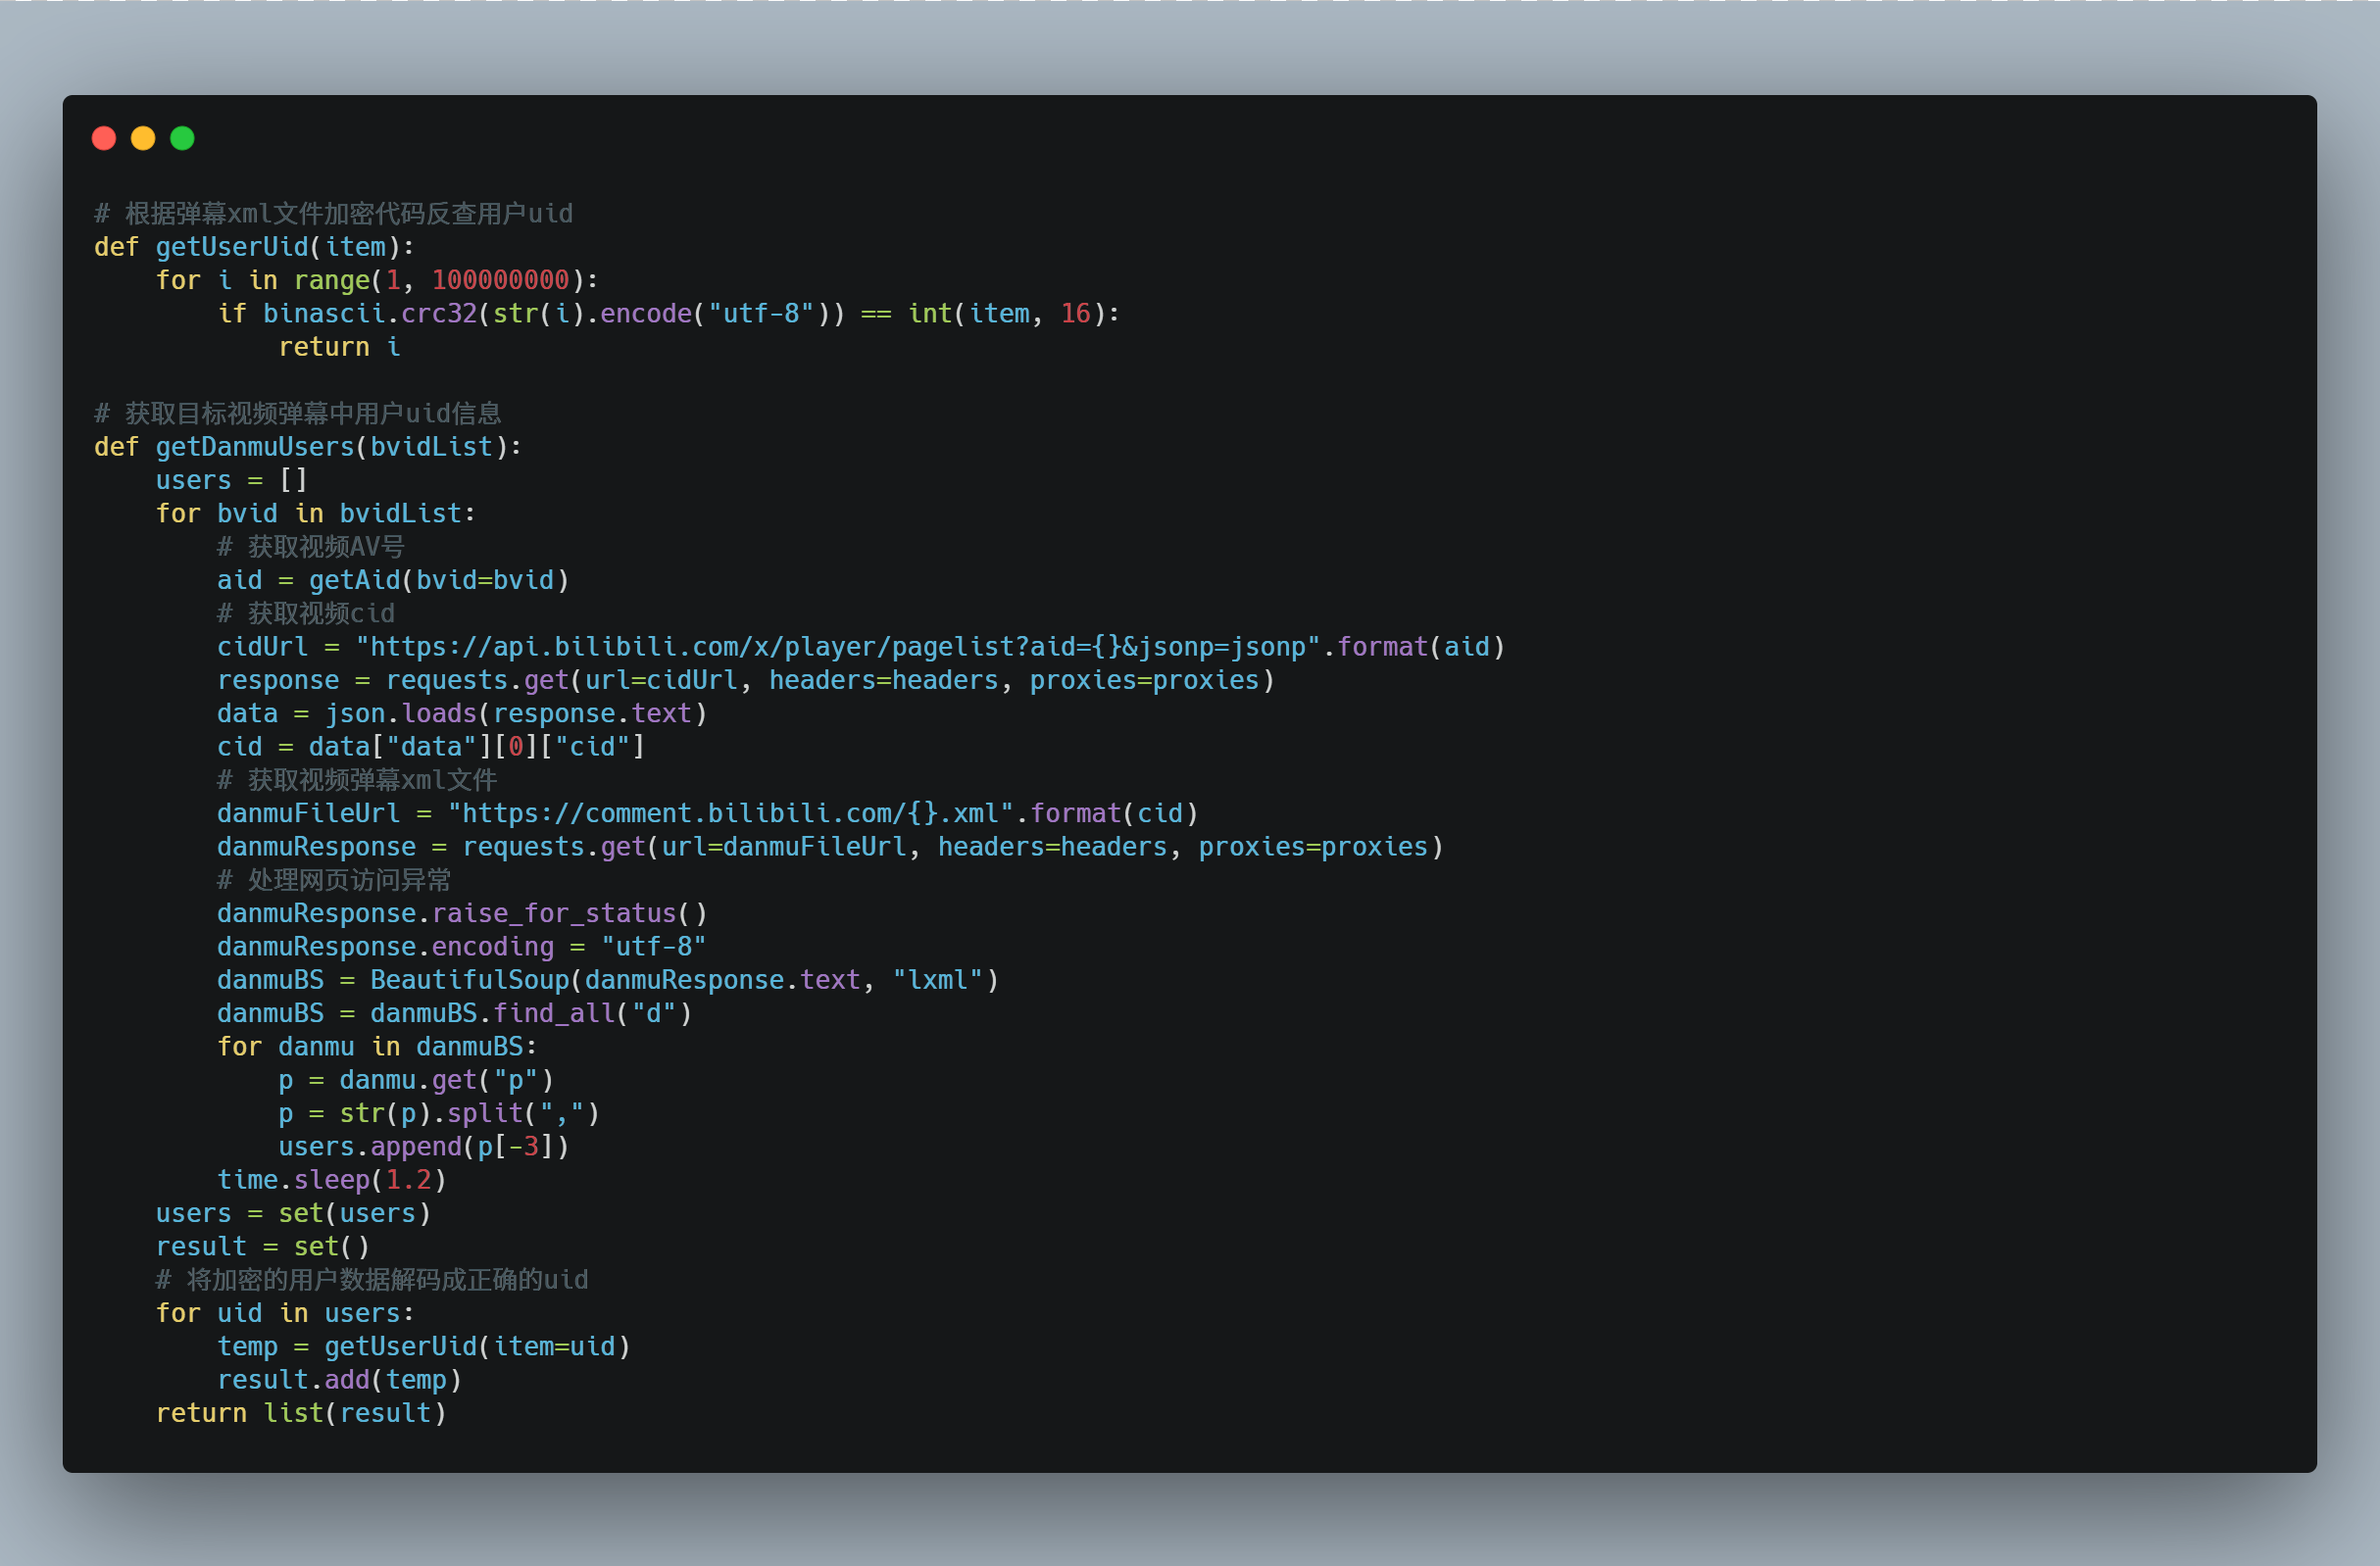 # 根据弹幕xml文件加密代码反查用户uid
def getUserUid(item):
    for i in range(1, 100000000):
        if binascii.crc32(str(i).encode("utf-8")) == int(item, 16):
            return i

# 获取目标视频弹幕中用户uid信息
def getDanmuUsers(bvidList):
    users = []
    for bvid in bvidList:
        # 获取视频AV号
        aid = getAid(bvid=bvid)
        # 获取视频cid
        cidUrl = "https://api.bilibili.com/x/player/pagelist?aid={}&jsonp=jsonp".format(aid)
        response = requests.get(url=cidUrl, headers=headers, proxies=proxies)
        data = json.loads(response.text)
        cid = data["data"][0]["cid"]
        # 获取视频弹幕xml文件
        danmuFileUrl = "https://comment.bilibili.com/{}.xml".format(cid)
        danmuResponse = requests.get(url=danmuFileUrl, headers=headers, proxies=proxies)
        # 处理网页访问异常
        danmuResponse.raise_for_status()
        danmuResponse.encoding = "utf-8"
        danmuBS = BeautifulSoup(danmuResponse.text, "lxml")
        danmuBS = danmuBS.find_all("d")
        for danmu in danmuBS:
            p = danmu.get("p")
            p = str(p).split(",")
            users.append(p[-3])
        time.sleep(1.2)
    users = set(users)
    result = set()
    # 将加密的用户数据解码成正确的uid
    for uid in users:
        temp = getUserUid(item=uid)
        result.add(temp)
    return list(result)